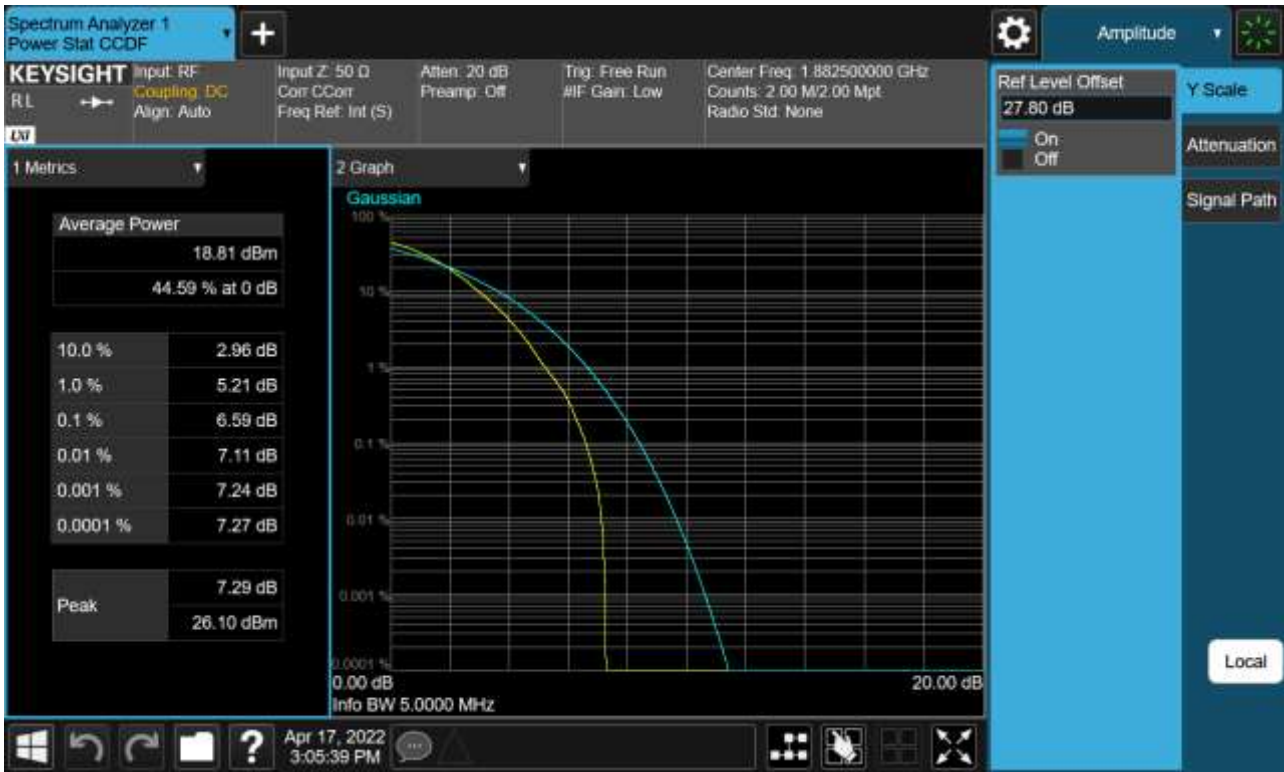 Spectrum Analyzer 1
Power Stat CCDF
Amplitude
KEYSIGHT
RL
LXI
Input: RF
Coupling: DC
Align: Auto
Input Z: 50 Ω
Corr CCorr
Freq Ref: Int (S)
Atten: 20 dB
Preamp: Off
Trig: Free Run
#IF Gain: Low
Center Freq: 1.882500000 GHz
Counts: 2.00 M/2.00 Mpt
Radio Std: None
Ref Level Offset
27.80 dB
On
Off
Y Scale
Attenuation
Signal Path
1 Metrics
Average Power
18.81 dBm
44.59 % at 0 dB
10.0 % 2.96 dB
1.0 % 5.21 dB
0.1 % 6.59 dB
0.01 % 7.11 dB
0.001 % 7.24 dB
0.0001 % 7.27 dB
Peak
7.29 dB
26.10 dBm
2 Graph
Gaussian
100 %
10 %
1 %
0.1 %
0.01 %
0.001 %
0.0001 %
0.00 dB 20.00 dB
Info BW 5.0000 MHz
Local
?
Apr 17, 2022
3:05:39 PM